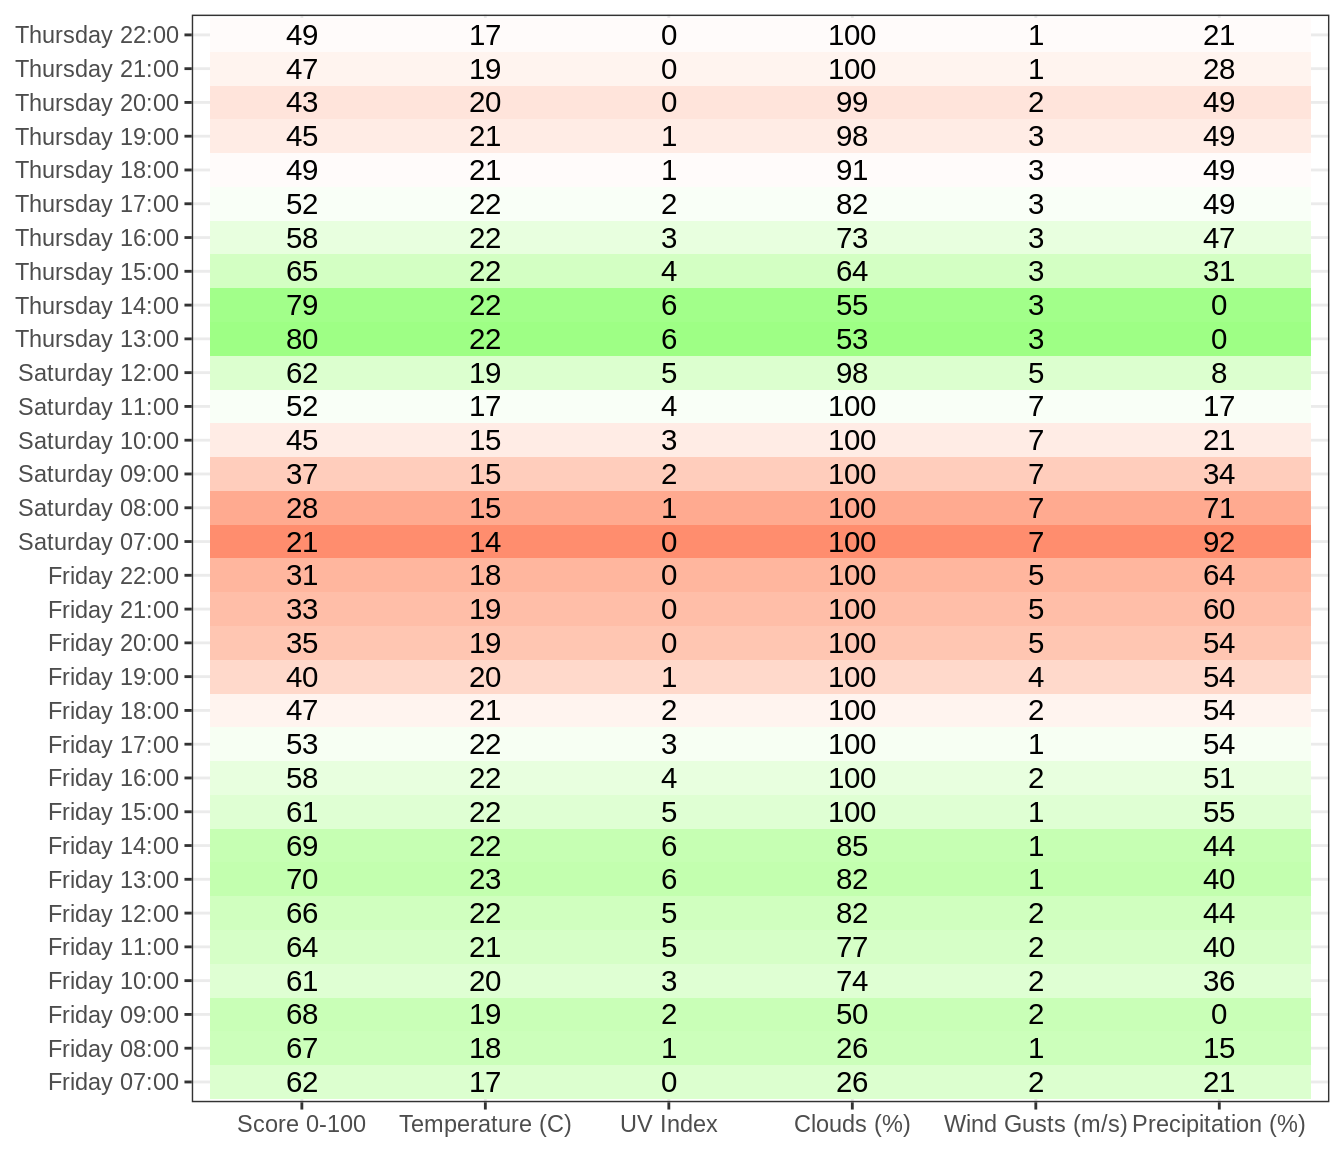 Thursday 22:00 49 17 0 100 1 21
Thursday 21:00 47 19 0 100 1 28
Thursday 20:00 43 20 0 99 2 49
Thursday 19:00 45 21 1 98 3 49
Thursday 18:00 49 21 1 91 3 49
Thursday 17:00 52 22 2 82 3 49
Thursday 16:00 58 22 3 73 3 47
Thursday 15:00 65 22 4 64 3 31
Thursday 14:00 79 22 6 55 3 0
Thursday 13:00 80 22 6 53 3 0
Saturday 12:00 62 19 5 98 5 8
Saturday 11:00 52 17 4 100 7 17
Saturday 10:00 45 15 3 100 7 21
Saturday 09:00 37 15 2 100 7 34
Saturday 08:00 28 15 1 100 7 71
Saturday 07:00 21 14 0 100 7 92
Friday 22:00 31 18 0 100 5 64
Friday 21:00 33 19 0 100 5 60
Friday 20:00 35 19 0 100 5 54
Friday 19:00 40 20 1 100 4 54
Friday 18:00 47 21 2 100 2 54
Friday 17:00 53 22 3 100 1 54
Friday 16:00 58 22 4 100 2 51
Friday 15:00 61 22 5 100 1 55
Friday 14:00 69 22 6 85 1 44
Friday 13:00 70 23 6 82 1 40
Friday 12:00 66 22 5 82 2 44
Friday 11:00 64 21 5 77 2 40
Friday 10:00 61 20 3 74 2 36
Friday 09:00 68 19 2 50 2 0
Friday 08:00 67 18 1 26 1 15
Friday 07:00 62 17 0 26 2 21
Score 0-100 Temperature (C) UV Index Clouds (%) Wind Gusts (m/s) Precipitation (%)